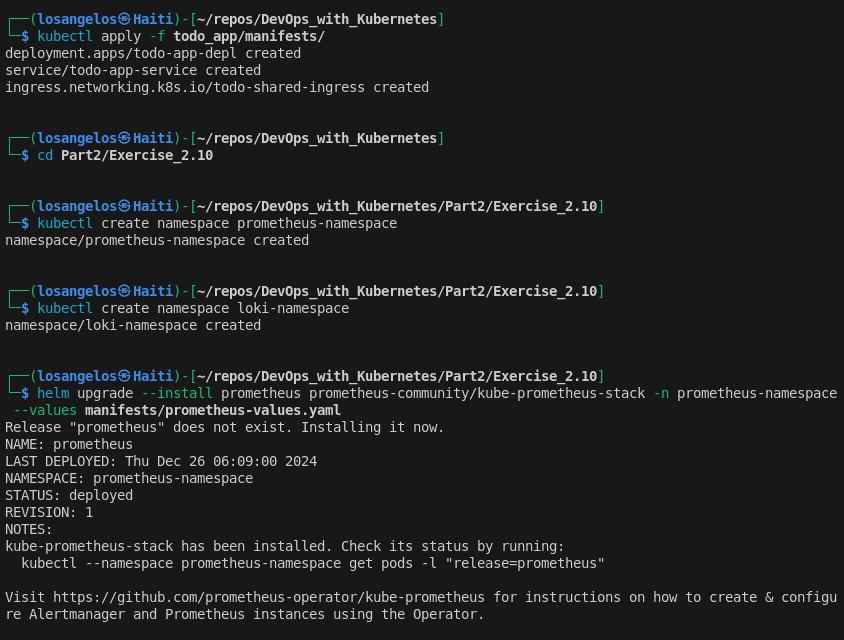 ┌──(losangelos㉿Haiti)-[~/repos/DevOps_with_Kubernetes]
└─$ kubectl apply -f todo_app/manifests/
deployment.apps/todo-app-depl created
service/todo-app-service created
ingress.networking.k8s.io/todo-shared-ingress created
┌──(losangelos㉿Haiti)-[~/repos/DevOps_with_Kubernetes]
└─$ cd Part2/Exercise_2.10
┌──(losangelos㉿Haiti)-[~/repos/DevOps_with_Kubernetes/Part2/Exercise_2.10]
└─$ kubectl create namespace prometheus-namespace
namespace/prometheus-namespace created
┌──(losangelos㉿Haiti)-[~/repos/DevOps_with_Kubernetes/Part2/Exercise_2.10]
└─$ kubectl create namespace loki-namespace
namespace/loki-namespace created
┌──(losangelos㉿Haiti)-[~/repos/DevOps_with_Kubernetes/Part2/Exercise_2.10]
└─$ helm upgrade --install prometheus prometheus-community/kube-prometheus-stack -n prometheus-namespace
--values manifests/prometheus-values.yaml
Release "prometheus" does not exist. Installing it now.
NAME: prometheus
LAST DEPLOYED: Thu Dec 26 06:09:00 2024
NAMESPACE: prometheus-namespace
STATUS: deployed
REVISION: 1
NOTES:
kube-prometheus-stack has been installed. Check its status by running:
kubectl --namespace prometheus-namespace get pods -l "release=prometheus"
Visit https://github.com/prometheus-operator/kube-prometheus for instructions on how to create & configu
re Alertmanager and Prometheus instances using the Operator.